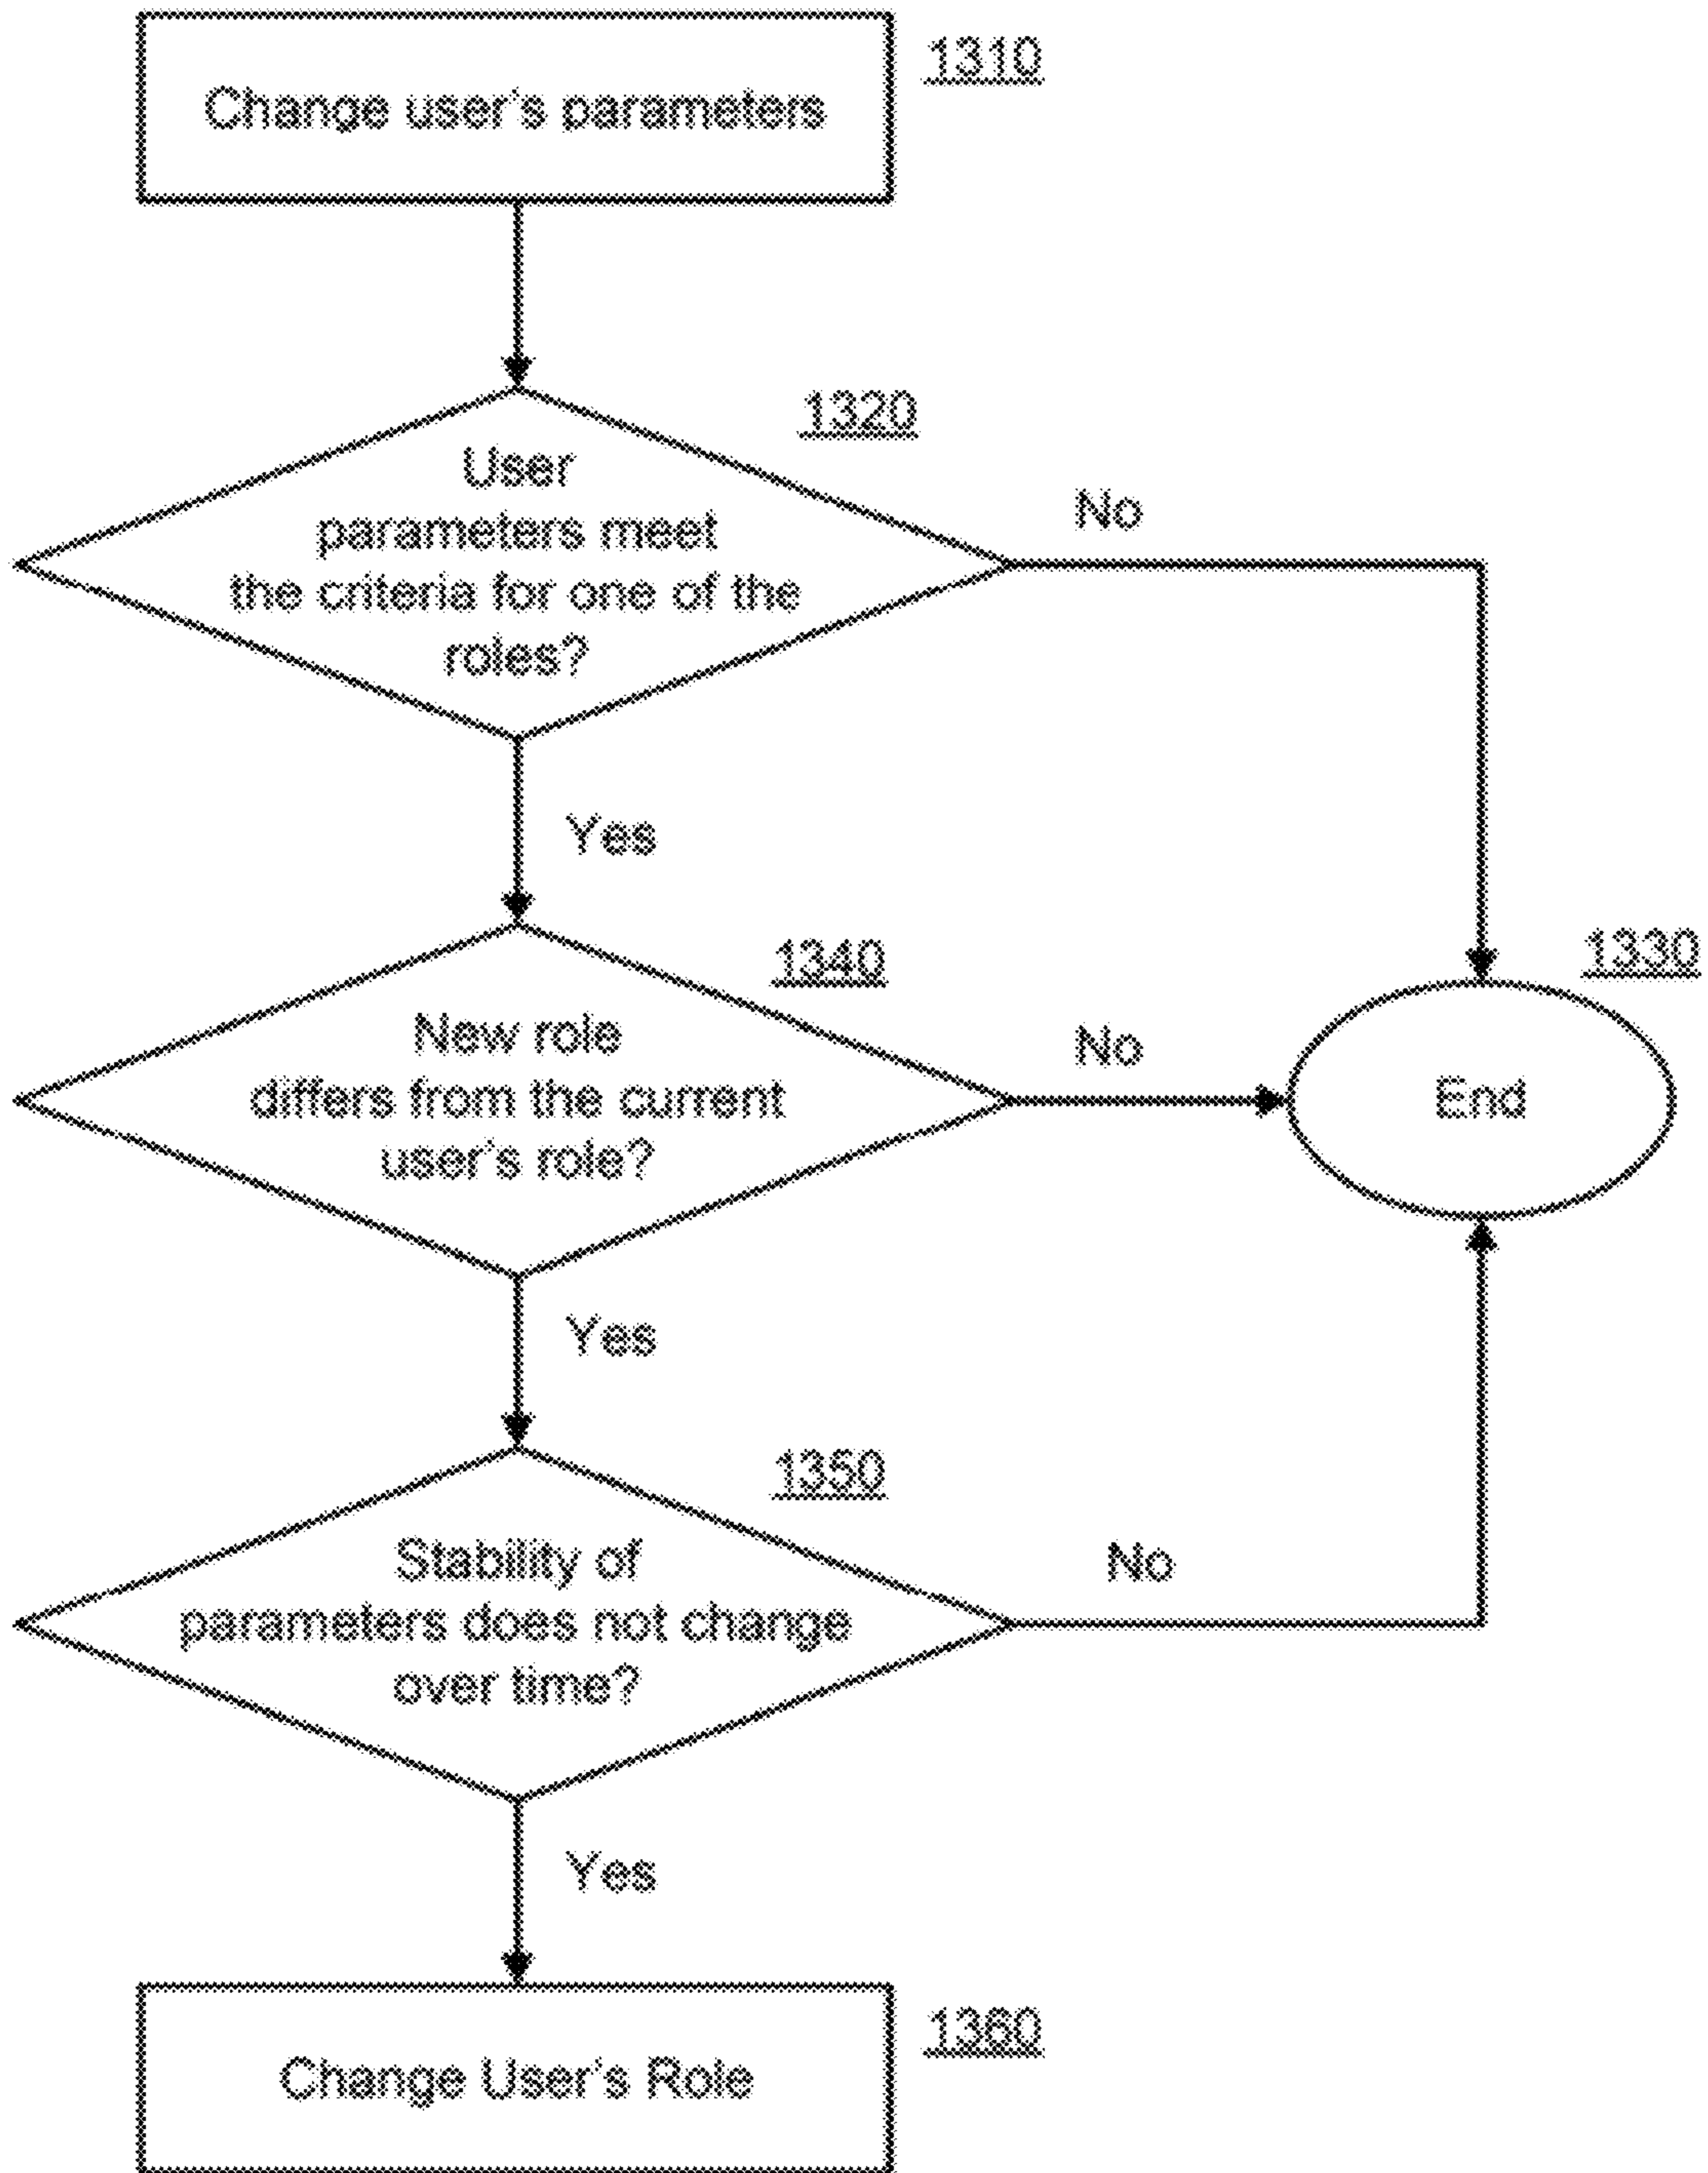 Change user's parameters
1310
1320
User
parameters meet
the criteria for one of the
roles?
No
Yes
1340
New role
differs from the current
user's role?
No
1330
End
Yes
1350
Stability of
parameters does not change
over time?
No
Yes
1360
Change User's Role